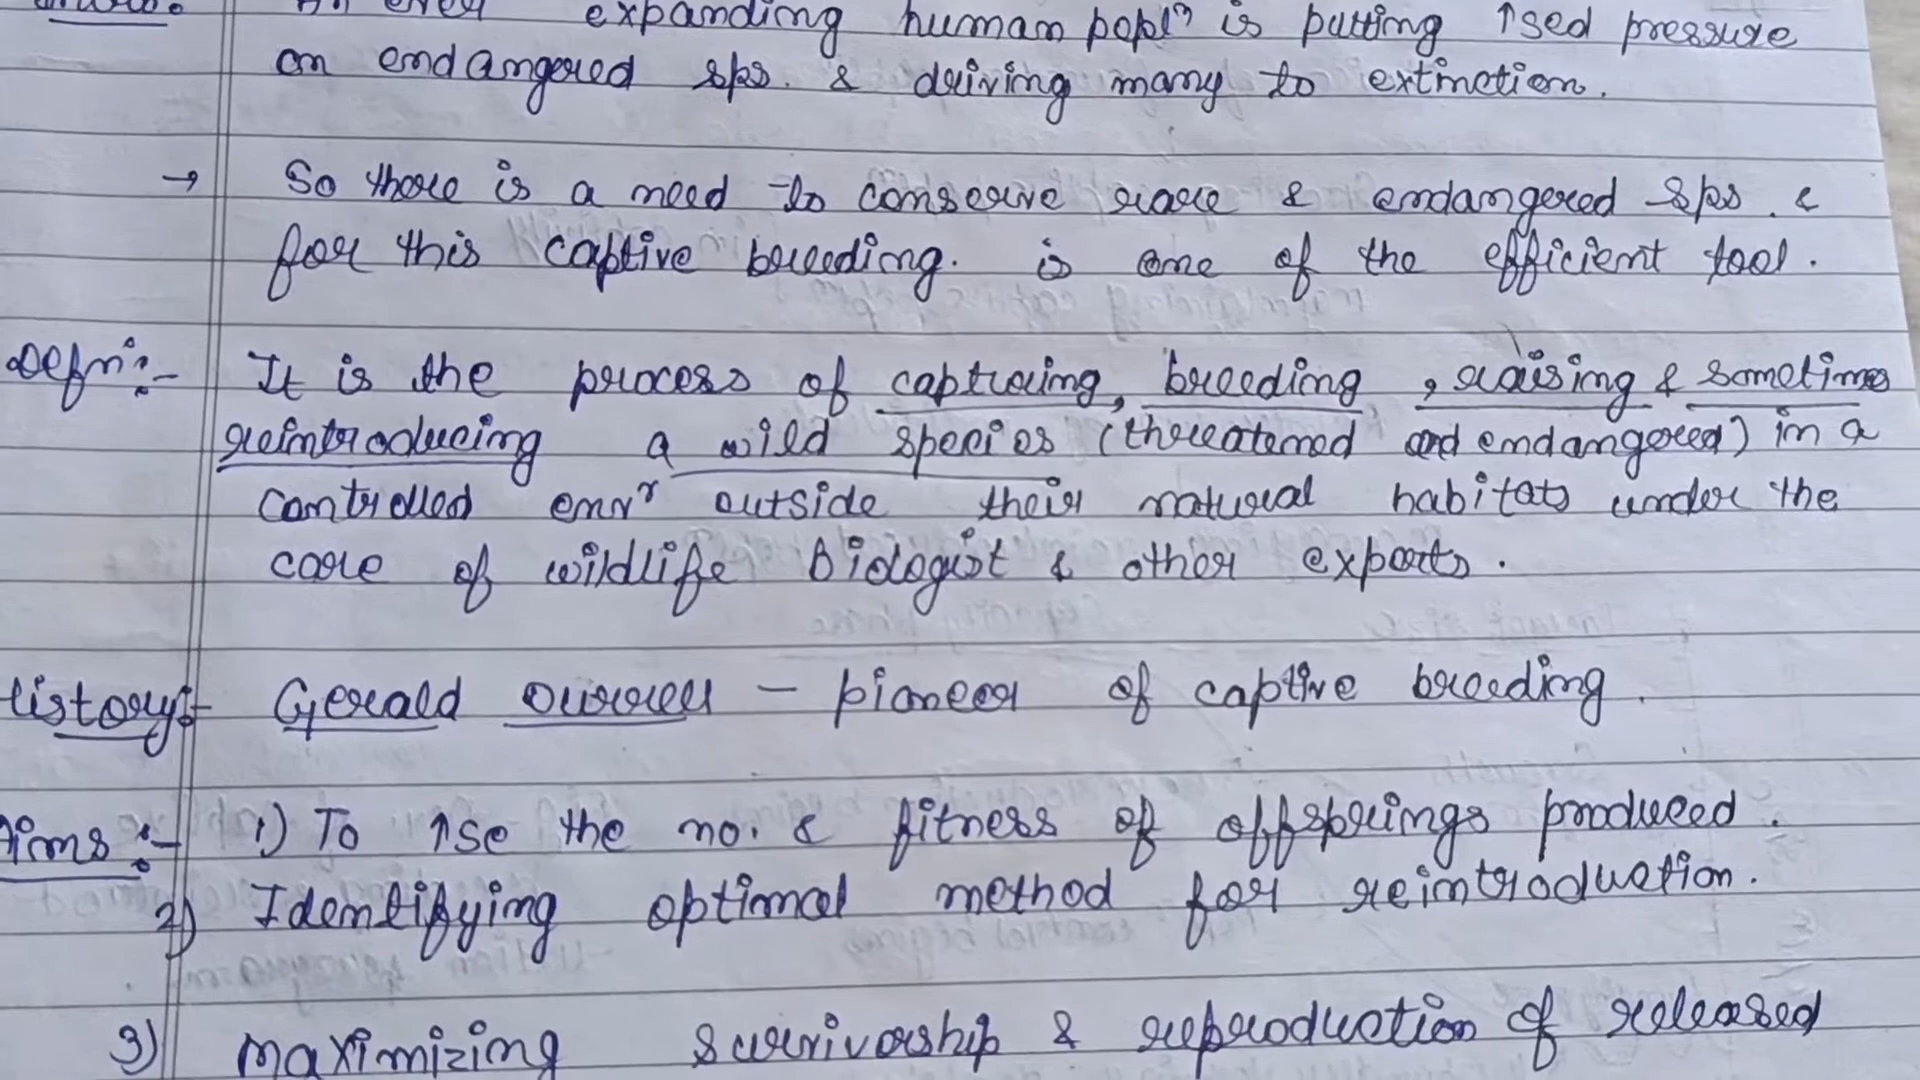 expanding human popl^n is putting ↑sed pressure
on endangered sps. & driving many to extinction.
→ So there is a need to conserve rare & endangered sps. &
for this captive breeding. is one of the efficient tool.
Defn:- It is the process of capturing, breeding, raising & sometimes
reintroducing a wild species (threatened and endangered) in a
controlled envr outside their natural habitats under the
care of wildlife Biologist & other experts.
istory:- Gerald Durrell – pioneer of captive breeding.
ims:- 1) To ↑se the no. & fitness of offsprings produced.
2) Identifying optimal method for reintroduction.
3) Maximizing survivorship & reproduction of released